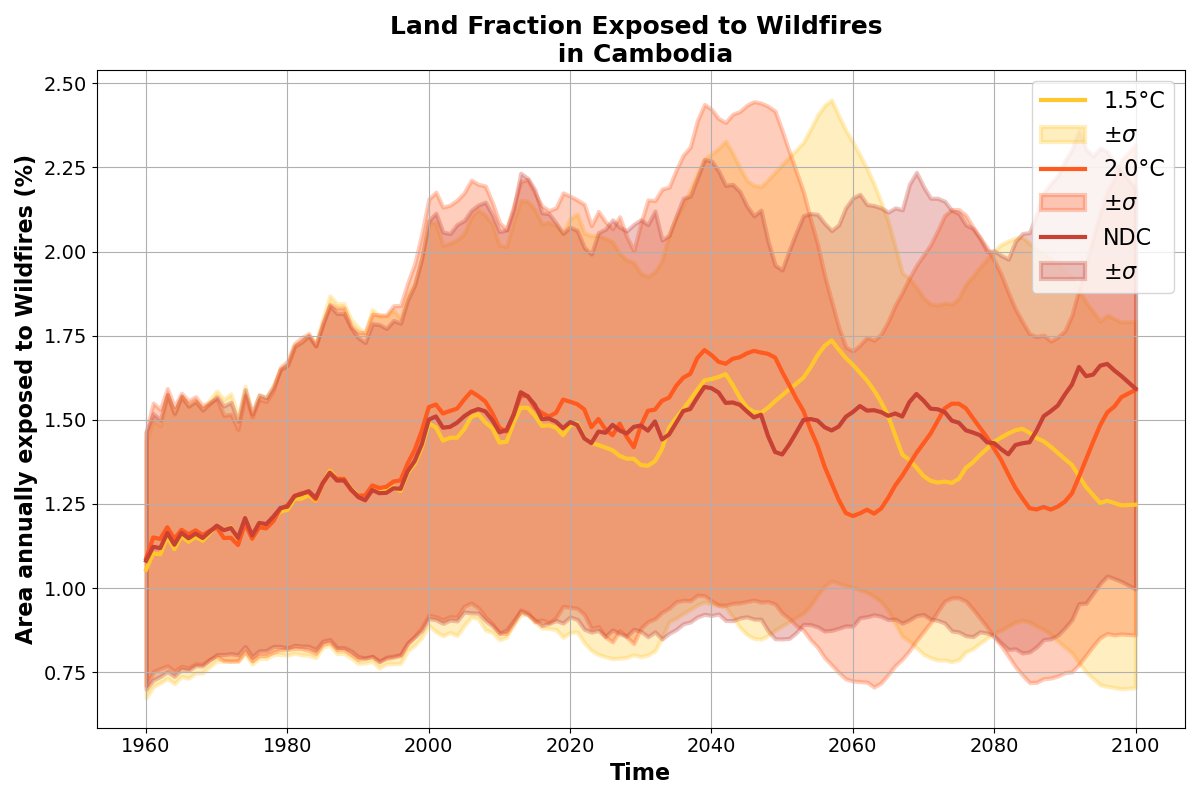 Land Fraction Exposed to Wildfires
in Cambodia
Area annually exposed to Wildfires (%)
2.50
2.25
2.00
1.75
1.50
1.25
1.00
0.75
1960
1980
2000
2020
2040
2060
2080
2100
Time
1.5°C
±σ
2.0°C
±σ
NDC
±σ